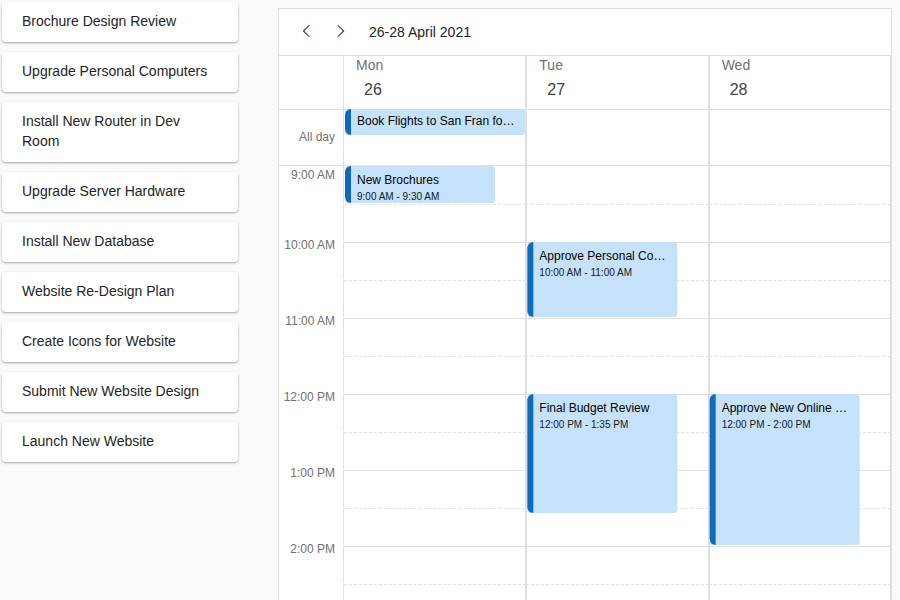 Brochure Design Review
Upgrade Personal Computers
Install New Router in Dev
Room
Upgrade Server Hardware
Install New Database
Website Re-Design Plan
Create Icons for Website
Submit New Website Design
Launch New Website
26-28 April 2021
Mon
26
Tue
27
Wed
28
All day
Book Flights to San Fran fo…
9:00 AM
New Brochures
9:00 AM - 9:30 AM
10:00 AM
Approve Personal Co…
10:00 AM - 11:00 AM
11:00 AM
12:00 PM
Final Budget Review
12:00 PM - 1:35 PM
Approve New Online …
12:00 PM - 2:00 PM
1:00 PM
2:00 PM